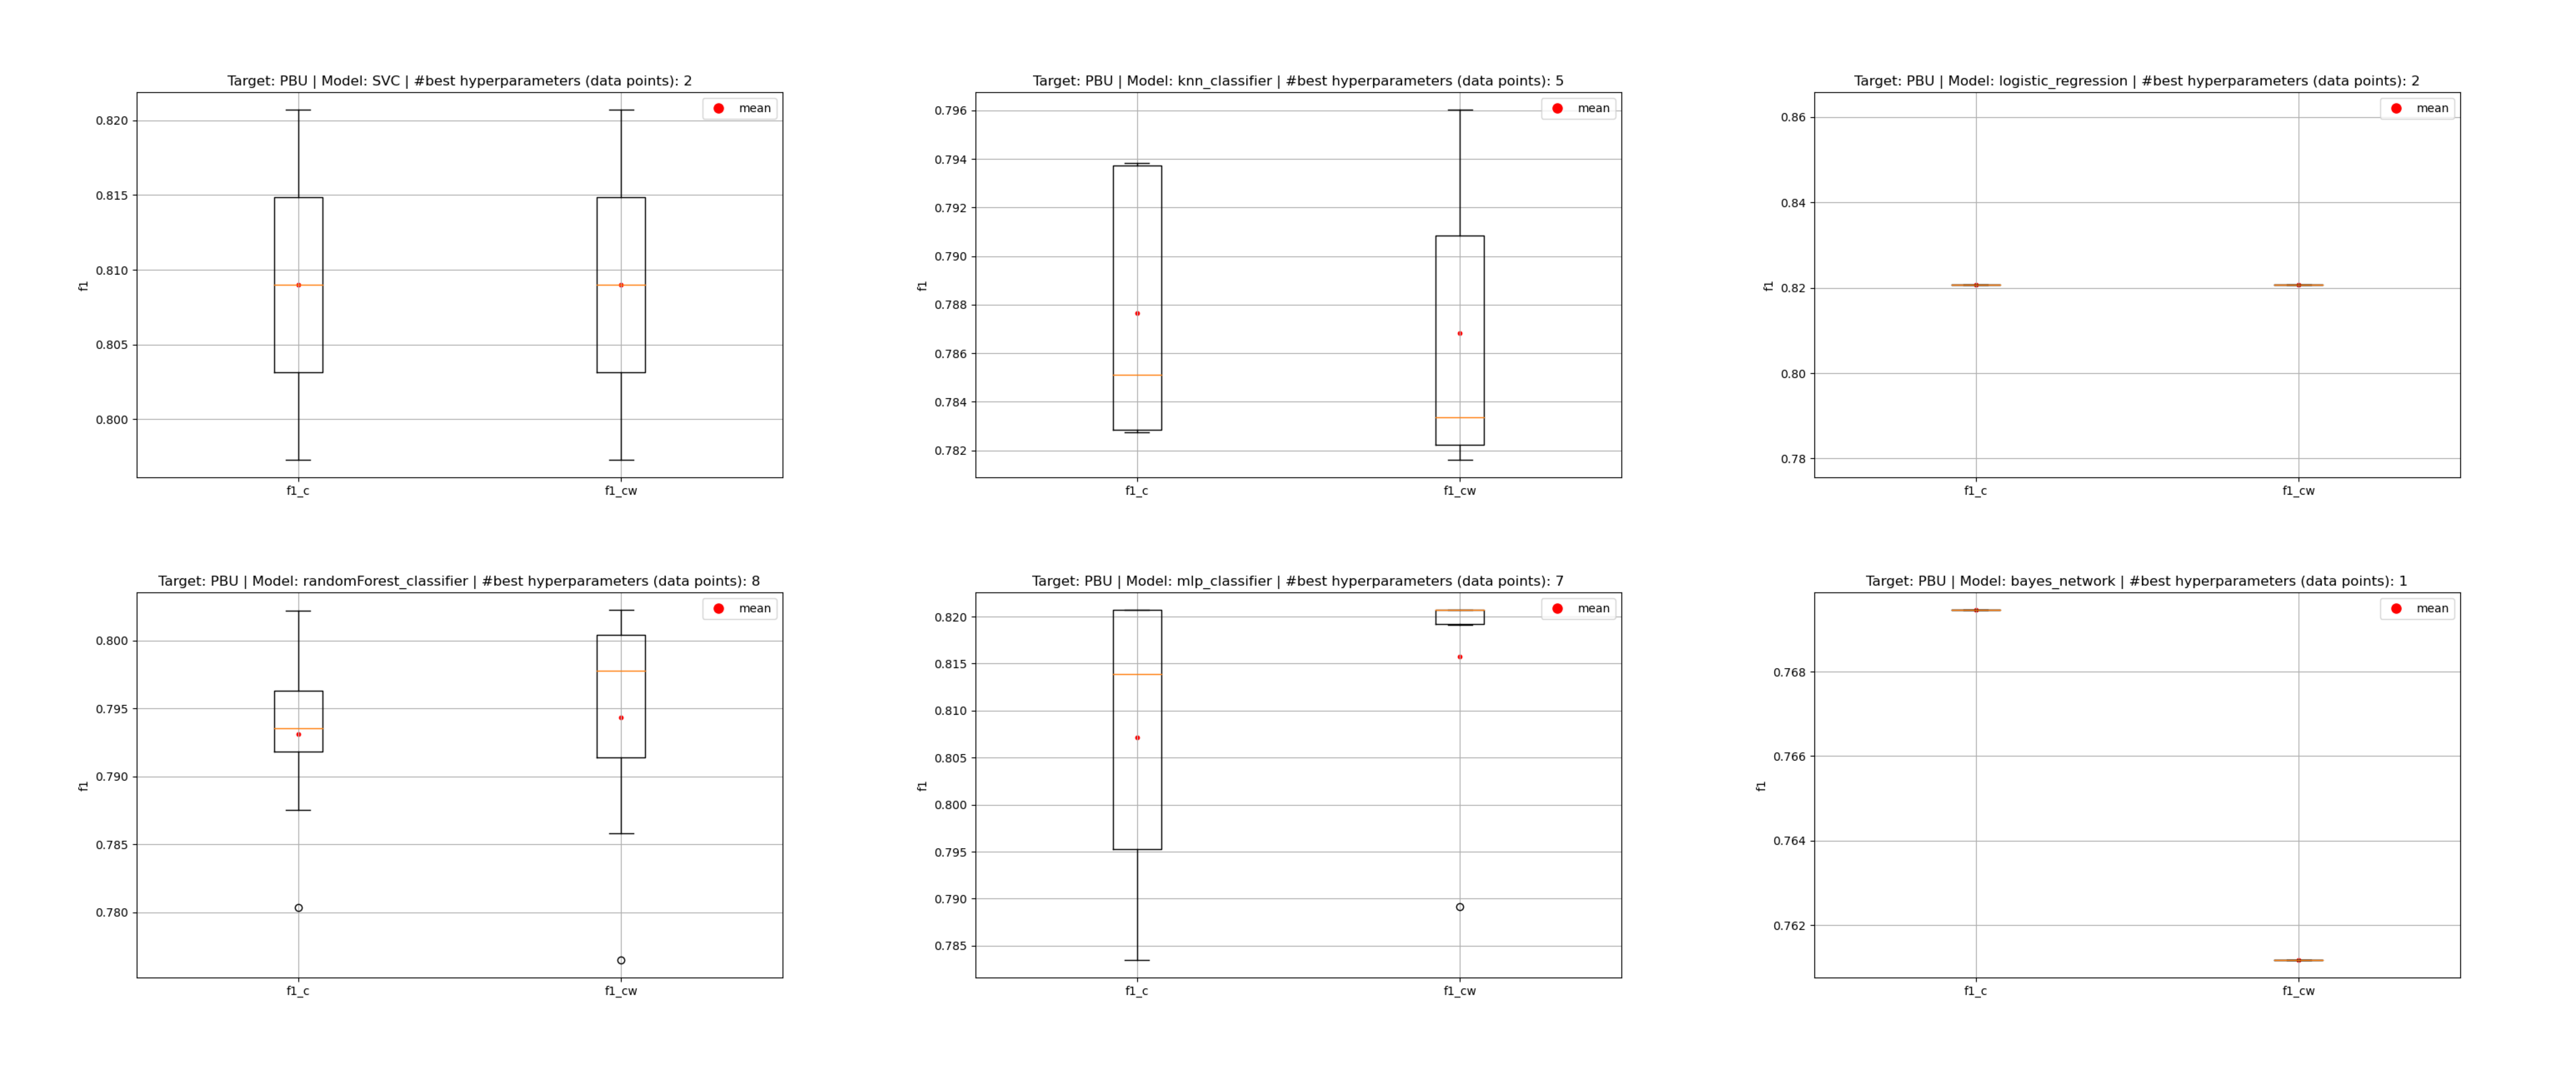 Target: PBU | Model: SVC | #best hyperparameters (data points): 2
mean
0.820
0.815
0.810
0.805
0.800
f1
f1_c
f1_cw
Target: PBU | Model: knn_classifier | #best hyperparameters (data points): 5
mean
0.796
0.794
0.792
0.790
0.788
0.786
0.784
0.782
f1
f1_c
f1_cw
Target: PBU | Model: logistic_regression | #best hyperparameters (data points): 2
mean
0.86
0.84
0.82
0.80
0.78
f1
f1_c
f1_cw
Target: PBU | Model: randomForest_classifier | #best hyperparameters (data points): 8
mean
0.800
0.795
0.790
0.785
0.780
f1
f1_c
f1_cw
Target: PBU | Model: mlp_classifier | #best hyperparameters (data points): 7
mean
0.820
0.815
0.810
0.805
0.800
0.795
0.790
0.785
f1
f1_c
f1_cw
Target: PBU | Model: bayes_network | #best hyperparameters (data points): 1
mean
0.768
0.766
0.764
0.762
f1
f1_c
f1_cw